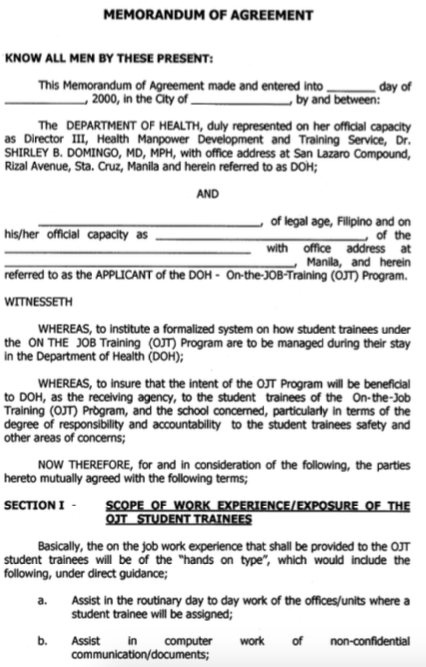 MEMORANDUM OF AGREEMENT
KNOW ALL MEN BY THESE PRESENT:
This Memorandum of Agreement made and entered into ________ day of
_____________, 2000, in the City of ________________, by and between:
The DEPARTMENT OF HEALTH, duly represented on her official capacity
as Director III, Health Manpower Development and Training Service, Dr.
SHIRLEY B. DOMINGO, MD, MPH, with office address at San Lazaro Compound,
Rizal Avenue, Sta. Cruz, Manila and herein referred to as DOH;
AND
___________________________________, of legal age, Filipino and on
his/her official capacity as _________________________________, of the
_______________________________________ with office address at
______________________________________________, Manila, and herein
referred to as the APPLICANT of the DOH - On-the-JOB-Training (OJT) Program.
WITNESSETH
WHEREAS, to institute a formalized system on how student trainees under
the ON THE JOB Training (OJT) Program are to be managed during their stay
in the Department of Health (DOH);
WHEREAS, to insure that the intent of the OJT Program will be beneficial
to DOH, as the receiving agency, to the student trainees of the On-the-Job
Training (OJT) Program, and the school concerned, particularly in terms of the
degree of responsibility and accountability to the student trainees safety and
other areas of concerns;
NOW THEREFORE, for and in consideration of the following, the parties
hereto mutually agreed with the following terms;
SECTION I - SCOPE OF WORK EXPERIENCE/EXPOSURE OF THE
OJT STUDENT TRAINEES
Basically, the on the job work experience that shall be provided to the OJT
student trainees will be of the "hands on type", which would include the
following, under direct guidance;
a. Assist in the routinary day to day work of the offices/units where a
student trainee will be assigned;
b. Assist in computer work of non-confidential
communication/documents;